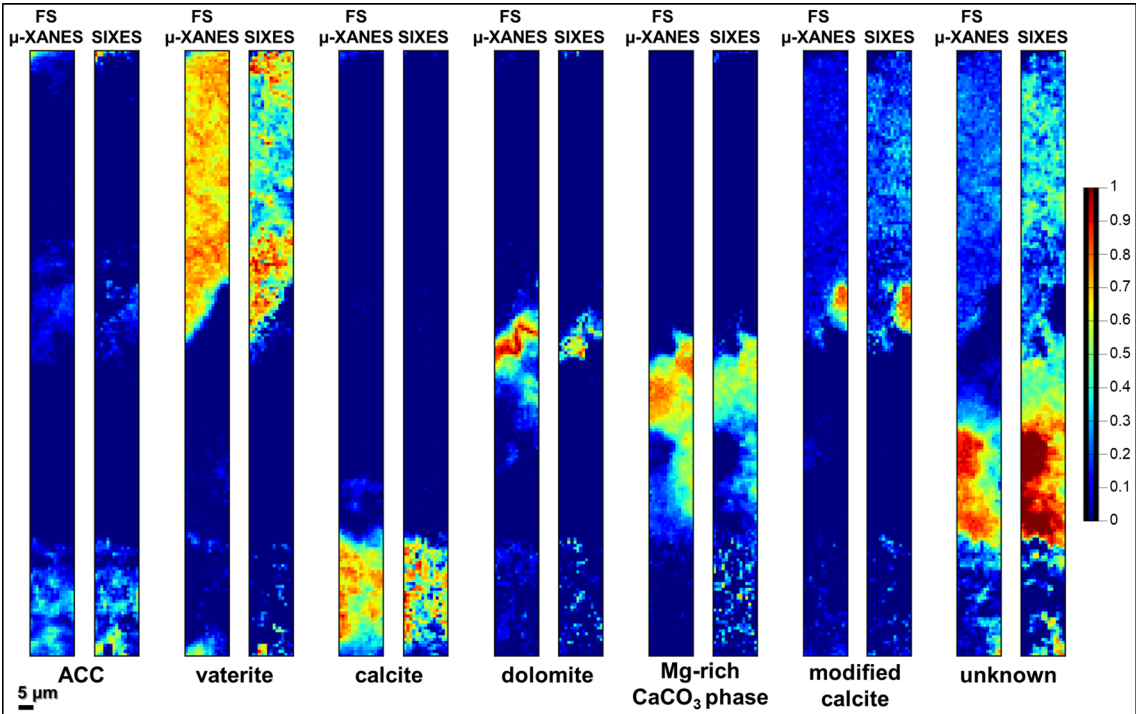 FS FS FS FS FS FS FS
μ-XANES SIXES μ-XANES SIXES μ-XANES SIXES μ-XANES SIXES μ-XANES SIXES μ-XANES SIXES μ-XANES SIXES
1
0.9
0.8
0.7
0.6
0.5
0.4
0.3
0.2
0.1
0
ACC vaterite calcite dolomite Mg-rich modified unknown
CaCO₃ phase calcite
5 μm